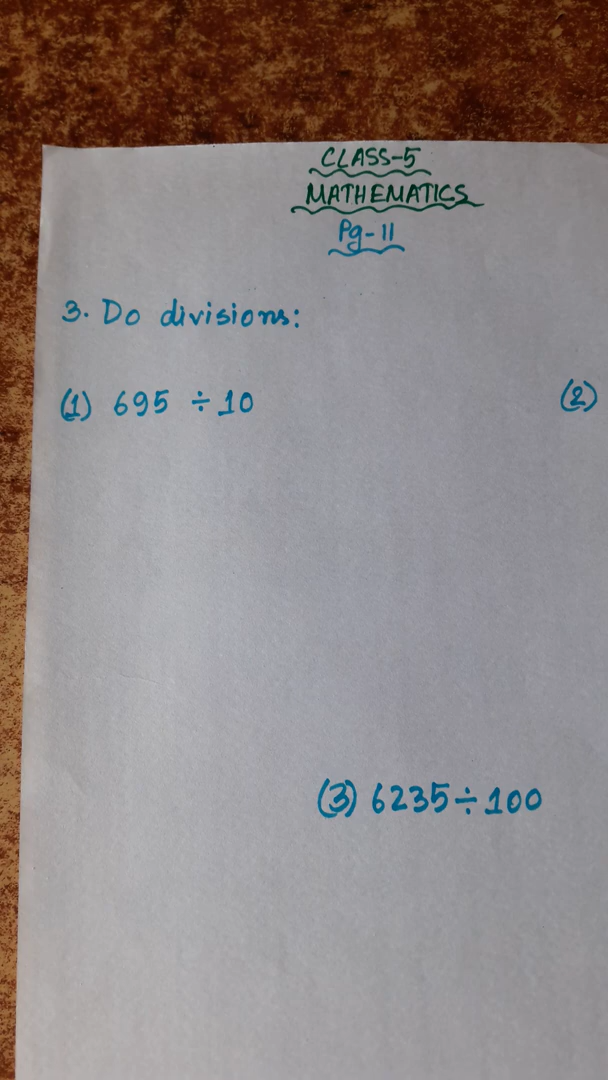 CLASS-5
MATHEMATICS
Pg-11
3. Do divisions:
(1) 695 ÷ 10 (2)
(3) 6235 ÷ 100